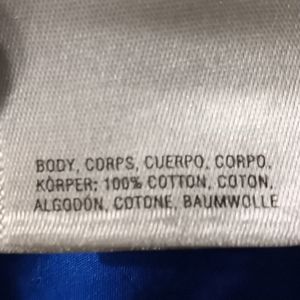 BODY, CORPS, CUERPO, CORPO,
KÖRPER: 100% COTTON, COTON,
ALGODÓN, COTONE, BAUMWOLLE